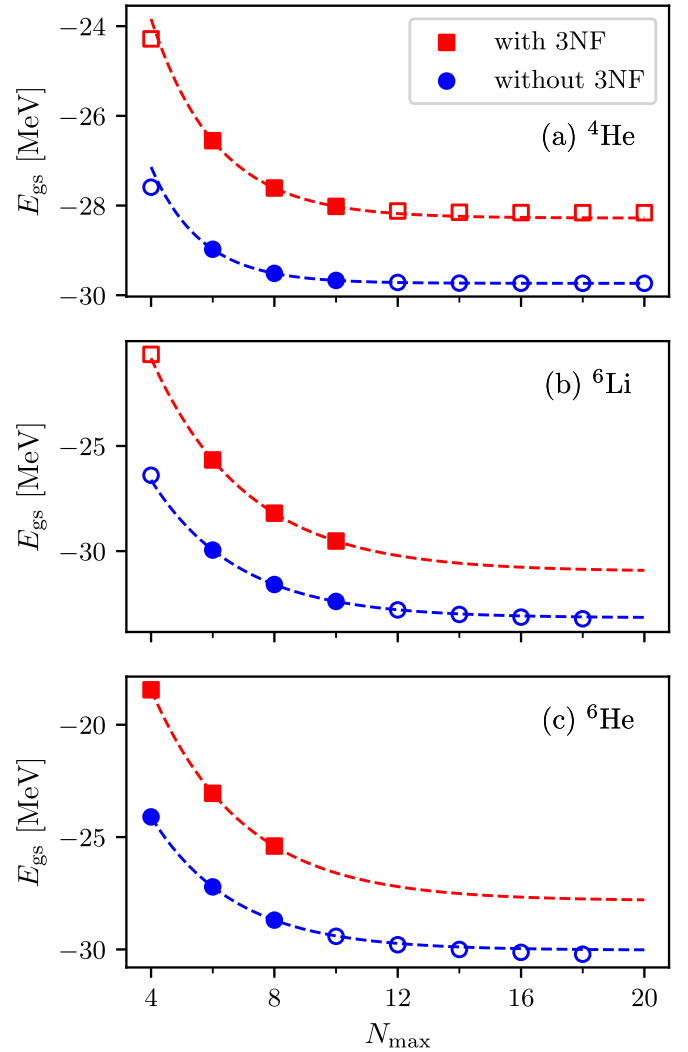 with 3NF
without 3NF
(a) ⁴He
E_gs [MeV]
−24
−26
−28
−30
(b) ⁶Li
E_gs [MeV]
−25
−30
(c) ⁶He
E_gs [MeV]
−20
−25
−30
4 8 12 16 20
N_max